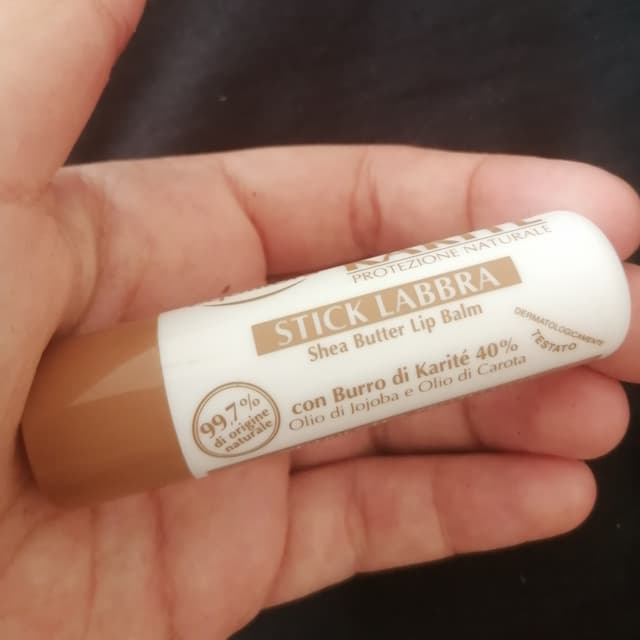 KARITÉ
PROTEZIONE NATURALE
STICK LABBRA
Shea Butter Lip Balm
DERMATOLOGICAMENTE
TESTATO
con Burro di Karité 40%
Olio di Jojoba e Olio di Carota
99,7%
di origine
naturale